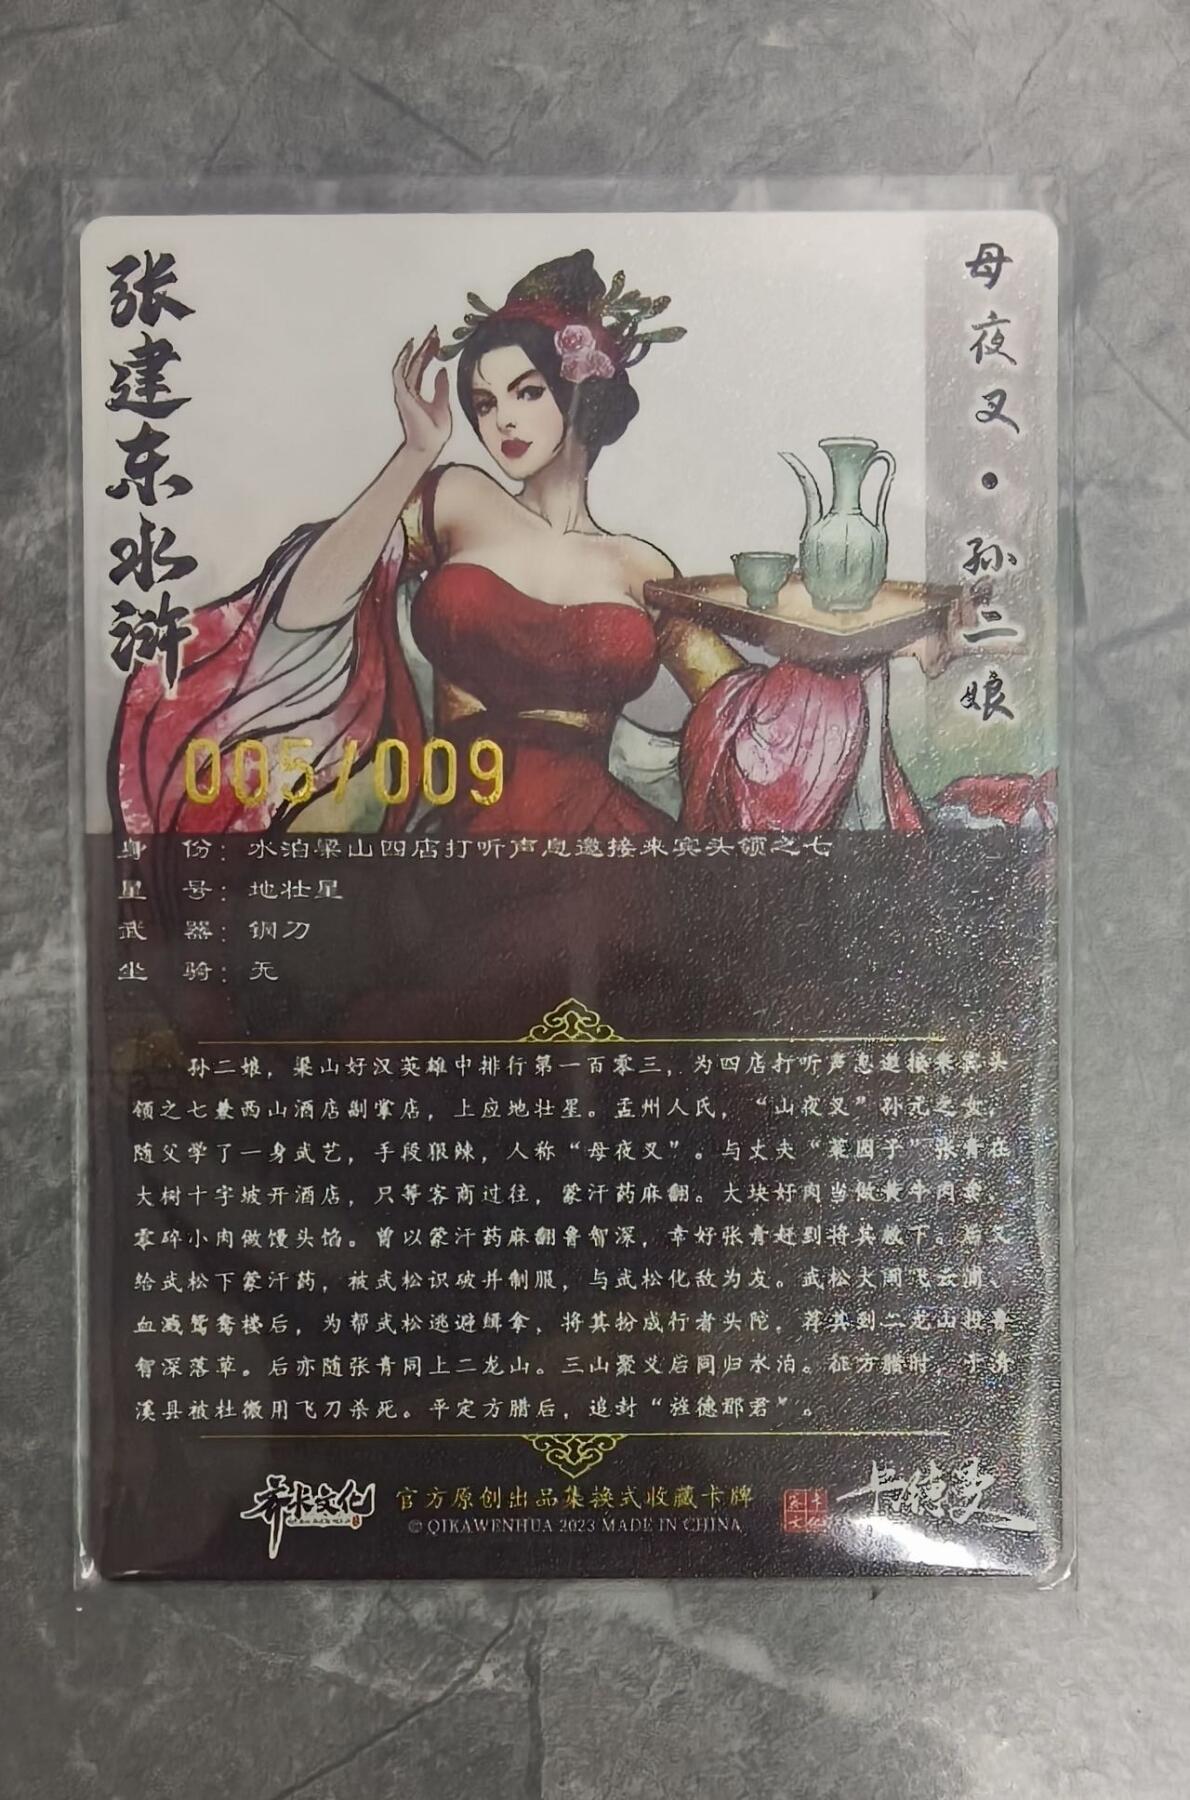 张建东水浒
母夜叉·孙二娘
005/009
身 份：水泊梁山四店打听声息邀接来宾头领之七
星 号：地壮星
武 器：钢刀
坐 骑：无
孙二娘，梁山好汉英雄中排行第一百零三，为四店打听声息邀接来宾头
领之七兼西山酒店副掌店，上应地壮星。孟州人氏，“山夜叉”孙元之女，
随父学了一身武艺，手段狠辣，人称“母夜叉”。与丈夫“菜园子”张青在
大树十字坡开酒店，只等客商过往，蒙汗药麻翻。大块好肉当做黄牛肉卖，
零碎小肉做馒头馅。曾以蒙汗药麻翻鲁智深，幸好张青赶到将其救下。后又
给武松下蒙汗药，被武松识破并制服，与武松化敌为友。武松大闹飞云浦、
血溅鸳鸯楼后，为帮武松逃避缉拿，将其扮成行者头陀，荐其到二龙山投鲁
智深落草。后亦随张青同上二龙山。三山聚义后同归水泊。征方腊时，于清
溪县被杜微用飞刀杀死。平定方腊后，追封“旌德郡君”。
齐卡文化
官方原创出品集换式收藏卡牌
© QIKAWENHUA 2023 MADE IN CHINA